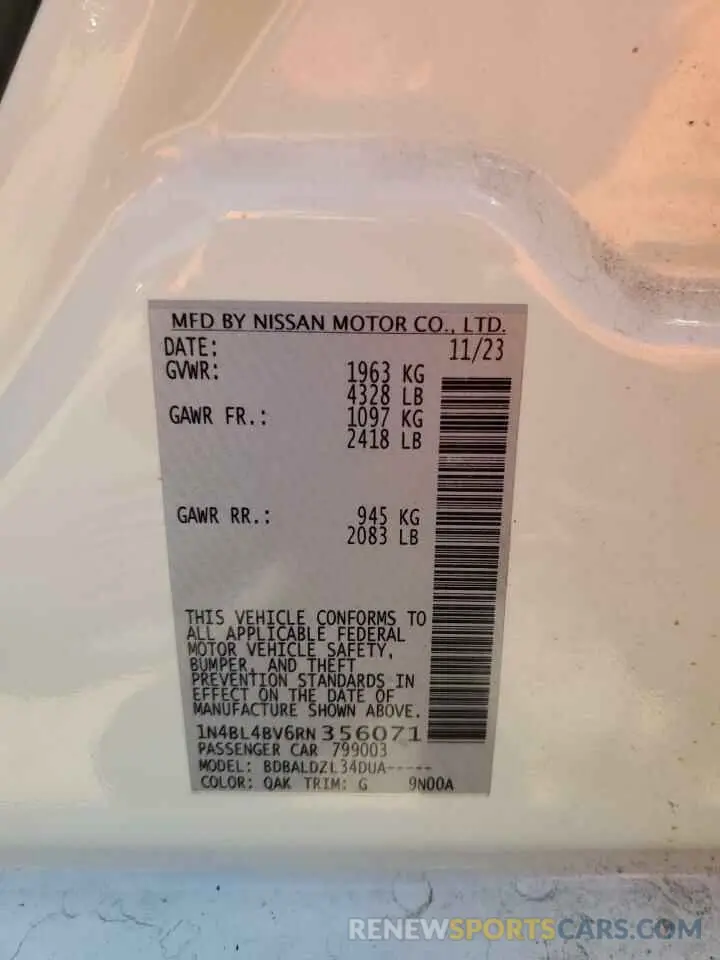 MFD BY NISSAN MOTOR CO., LTD.
DATE: 11/23
GVWR: 1963 KG
4328 LB
GAWR FR.: 1097 KG
2418 LB
GAWR RR.: 945 KG
2083 LB
THIS VEHICLE CONFORMS TO
ALL APPLICABLE FEDERAL
MOTOR VEHICLE SAFETY,
BUMPER, AND THEFT
PREVENTION STANDARDS IN
EFFECT ON THE DATE OF
MANUFACTURE SHOWN ABOVE.
1N4BL4BV6RN356071
PASSENGER CAR 799003
MODEL: BDBALDZL34DUA-----
COLOR: QAK TRIM: G 9N00A
RENEWSPORTSCARS.COM